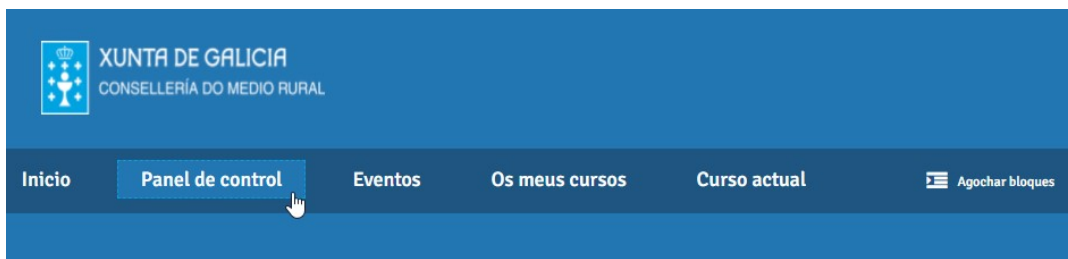 XUNTA DE GALICIA
CONSELLERÍA DO MEDIO RURAL
Inicio Panel de control Eventos Os meus cursos Curso actual Agochar bloques